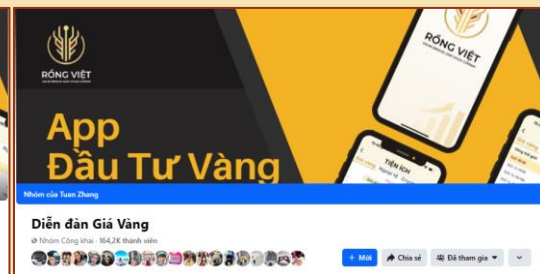 RỒNG VIỆT
RỒNG VIỆT
App
Đầu Tư Vàng
TIỆN ÍCH
Nhóm của Tuan Zhang
Diễn đàn Giá Vàng
Nhóm Công khai · 164,2K thành viên
+ Mời
Chia sẻ
Đã tham gia